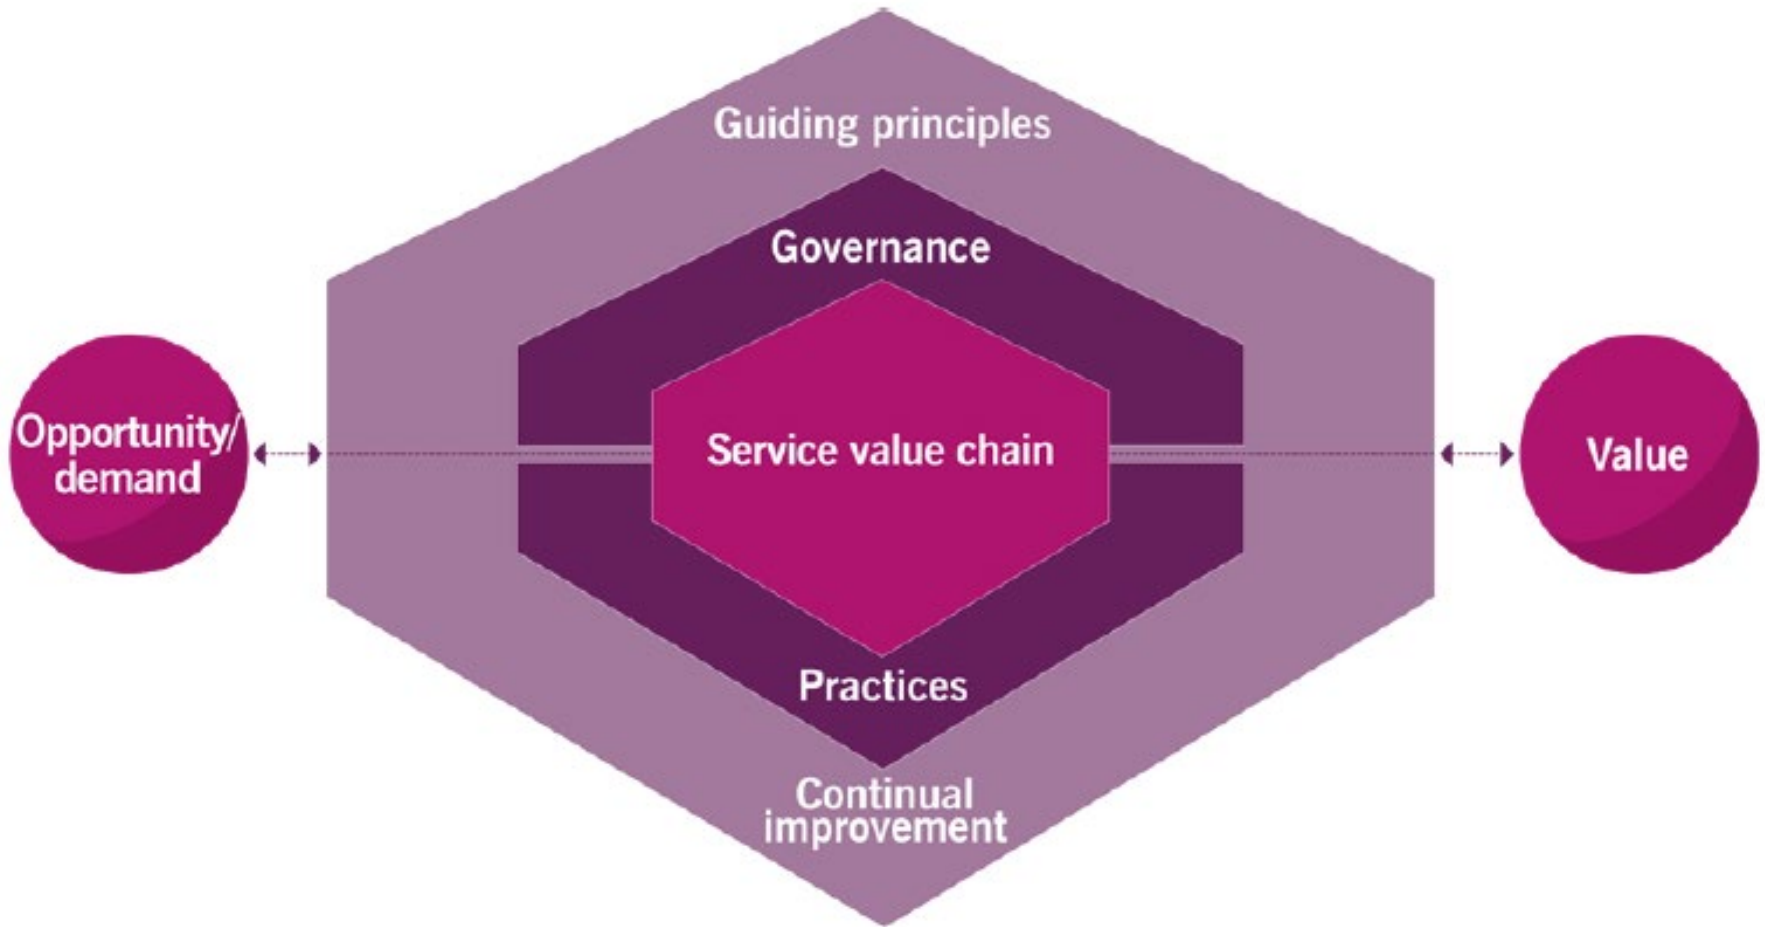 Guiding principles
Governance
Opportunity/
demand
Service value chain
Value
Practices
Continual
improvement